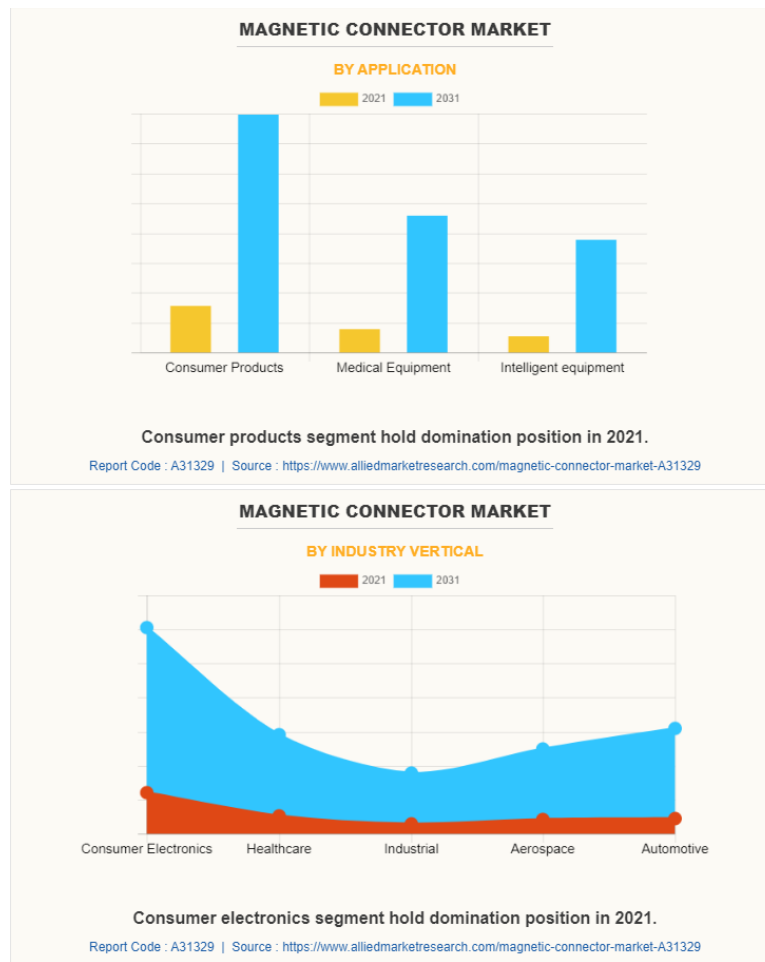 MAGNETIC CONNECTOR MARKET
BY APPLICATION
2021 2031
Consumer Products Medical Equipment Intelligent equipment
Consumer products segment hold domination position in 2021.
Report Code : A31329 | Source : https://www.alliedmarketresearch.com/magnetic-connector-market-A31329
MAGNETIC CONNECTOR MARKET
BY INDUSTRY VERTICAL
2021 2031
Consumer Electronics Healthcare Industrial Aerospace Automotive
Consumer electronics segment hold domination position in 2021.
Report Code : A31329 | Source : https://www.alliedmarketresearch.com/magnetic-connector-market-A31329